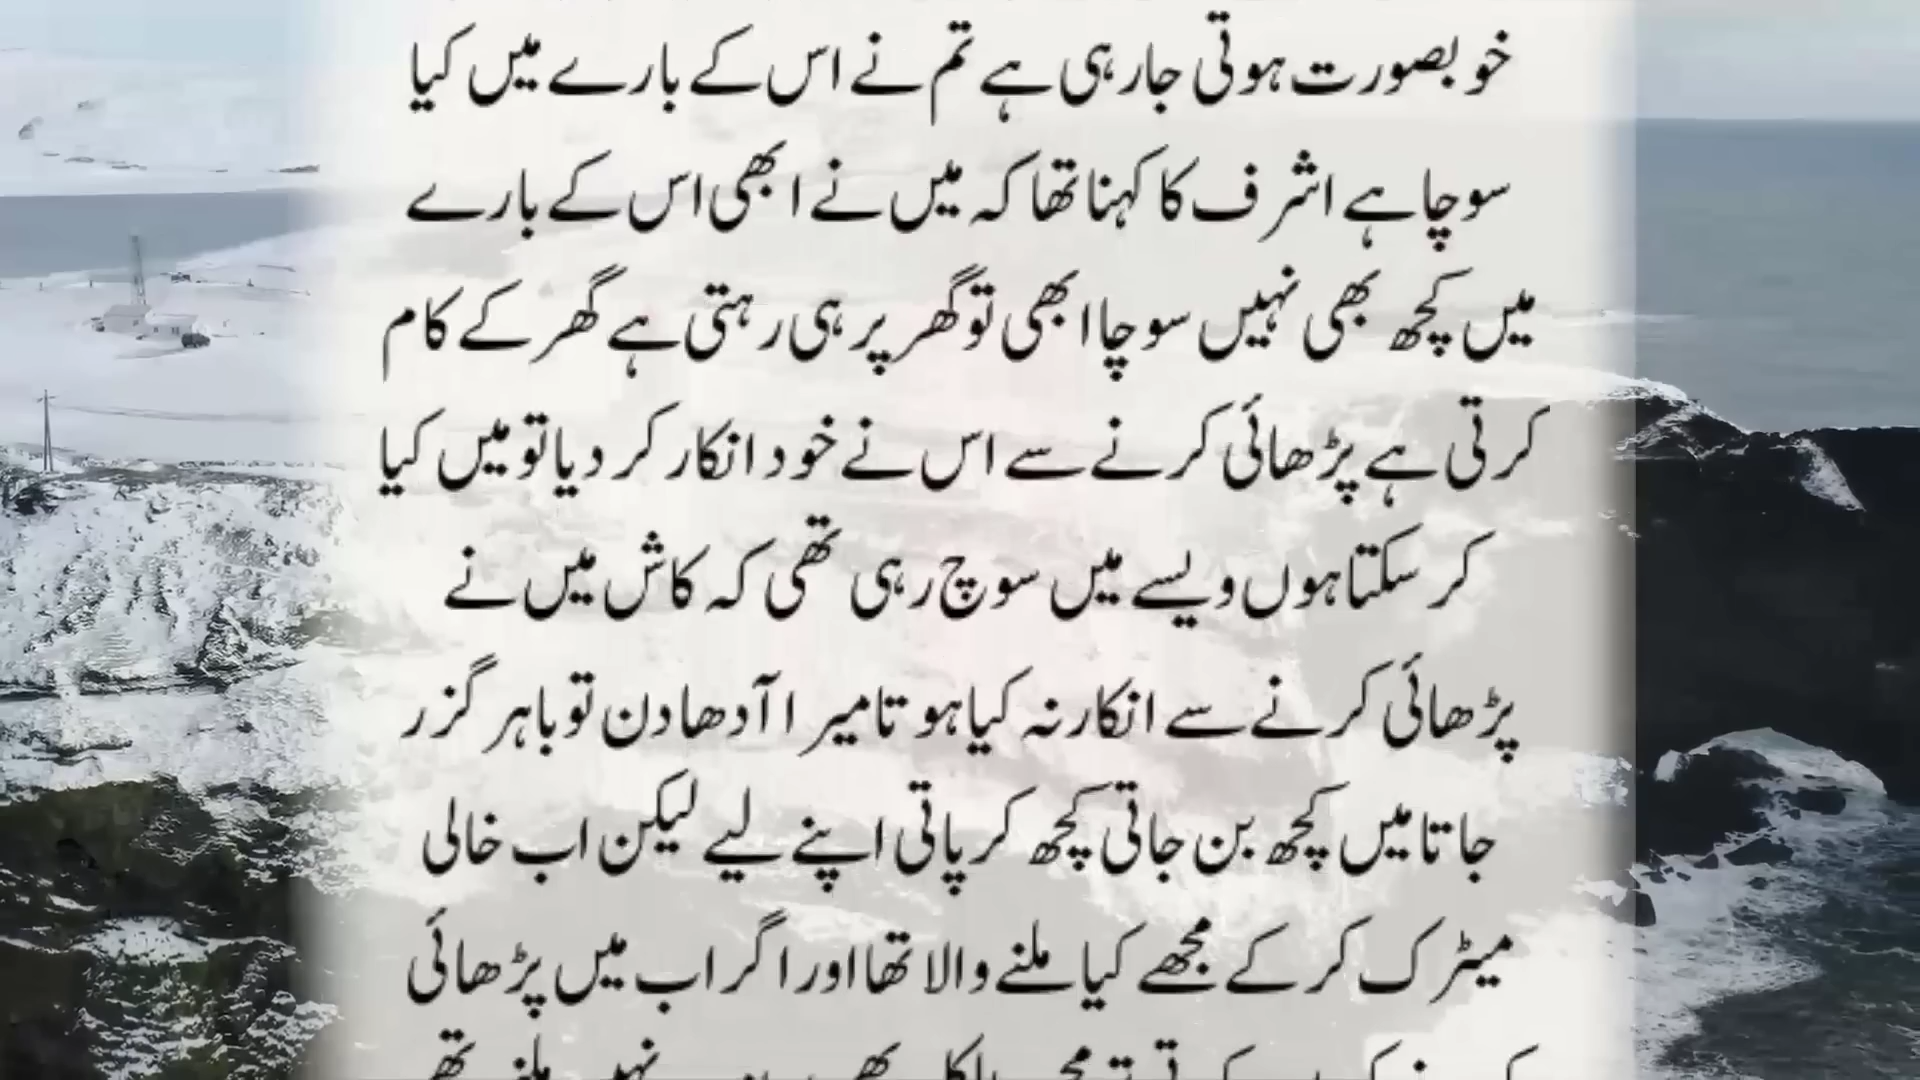 خوبصورت ہوتی جارہی ہے تم نے اس کے بارے میں کیا
سوچا ہے اشرف کا کہنا تھا کہ میں نے ابھی اس کے بارے
میں کچھ بھی نہیں سوچا ابھی تو گھر پر ہی رہتی ہے گھر کے کام
کرتی ہے پڑھائی کرنے سے اس نے خود انکار کر دیا تو میں کیا
کر سکتا ہوں ویسے میں سوچ رہی تھی کہ کاش میں نے
پڑھائی کرنے سے انکار نہ کیا ہو تا میر ا آدھا دن تو باہر گزر
جا تا میں کچھ بن جاتی کچھ کر پاتی اپنے لیے لیکن اب خالی
میٹرک کر کے مجھے کیا ملنے والا تھا اور اگر اب میں پڑھائی